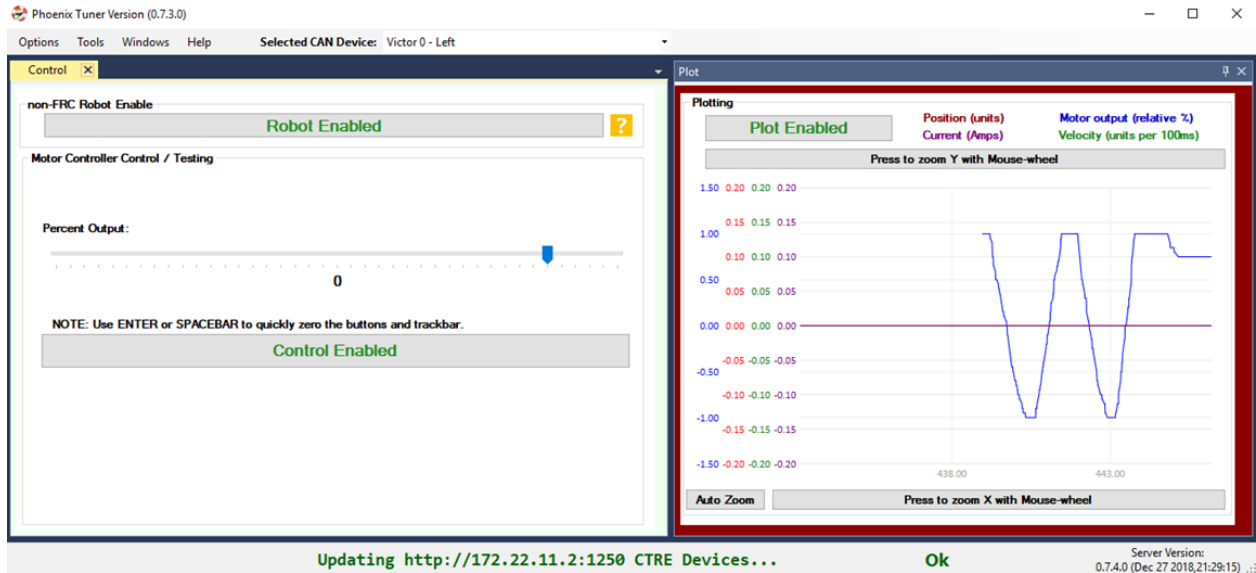 Phoenix Tuner Version (0.7.3.0)
Options Tools Windows Help Selected CAN Device: Victor 0 - Left
Control
non-FRC Robot Enable
Robot Enabled
?
Motor Controller Control / Testing
Percent Output:
0
NOTE: Use ENTER or SPACEBAR to quickly zero the buttons and trackbar.
Control Enabled
Plot
Plotting
Plot Enabled
Position (units) Motor output (relative %)
Current (Amps) Velocity (units per 100ms)
Press to zoom Y with Mouse-wheel
1.50 0.20 0.20 0.20
0.15 0.15 0.15
1.00
0.10 0.10 0.10
0.50
0.05 0.05 0.05
0.00 0.00 0.00 0.00
-0.05 -0.05 -0.05
-0.50
-0.10 -0.10 -0.10
-1.00
-0.15 -0.15 -0.15
-1.50 -0.20 -0.20 -0.20
438.00 443.00
Auto Zoom Press to zoom X with Mouse-wheel
Updating http://172.22.11.2:1250 CTRE Devices... Ok
Server Version:
0.7.4.0 (Dec 27 2018,21:29:15)